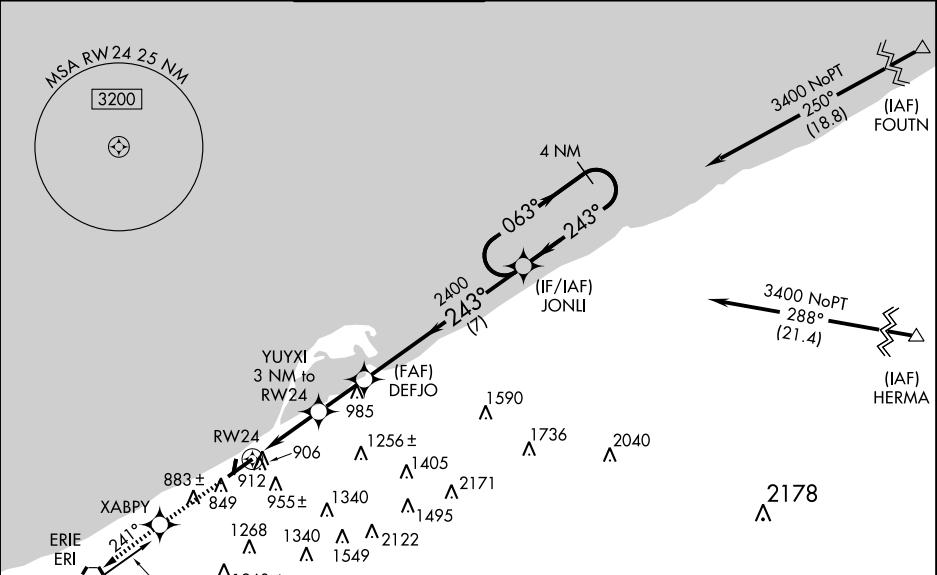 MSA RW24 25 NM
3200
3400 NoPT
250°
(18.8)
(IAF)
FOUTN
4 NM
063°
243°
(IF/IAF)
JONLI
2400
243°
(7)
3400 NoPT
288°
(21.4)
(IAF)
HERMA
YUYXI
3 NM to
RW24
(FAF)
DEFJO
985
1590
RW24
906
1256±
1736
2040
912
1405
883±
849
955±
2171
2178
XABPY
1340
1495
241°
1268
1340
1549
2122
ERIE
ERI